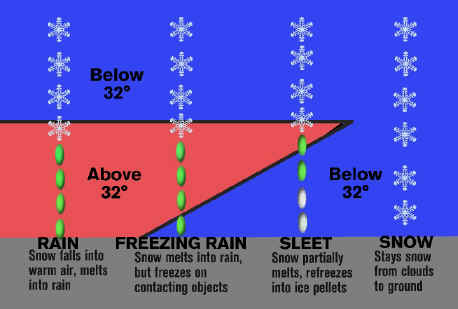 Below
32°
Above
32°
Below
32°
RAIN
Snow falls into
warm air, melts
into rain
FREEZING RAIN
Snow melts into rain,
but freezes on
contacting objects
SLEET
Snow partially
melts, refreezes
into ice pellets
SNOW
Stays snow
from clouds
to ground